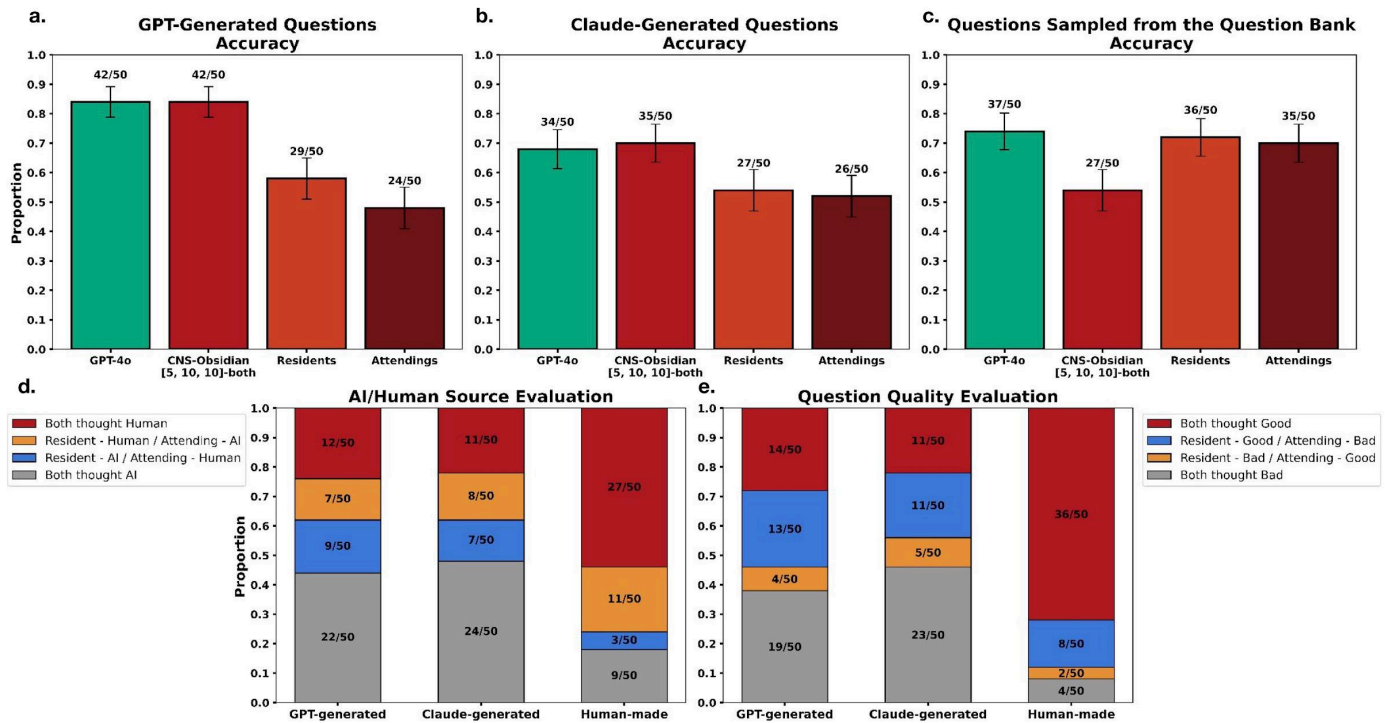 a.
GPT-Generated Questions
Accuracy
Proportion
1.0
0.9
0.8
0.7
0.6
0.5
0.4
0.3
0.2
0.1
0.0
42/50
42/50
29/50
24/50
GPT-4o
CNS-Obsidian
[5, 10, 10]-both
Residents
Attendings
b.
Claude-Generated Questions
Accuracy
1.0
0.9
0.8
0.7
0.6
0.5
0.4
0.3
0.2
0.1
0.0
34/50
35/50
27/50
26/50
GPT-4o
CNS-Obsidian
[5, 10, 10]-both
Residents
Attendings
c.
Questions Sampled from the Question Bank
Accuracy
1.0
0.9
0.8
0.7
0.6
0.5
0.4
0.3
0.2
0.1
0.0
37/50
27/50
36/50
35/50
GPT-4o
CNS-Obsidian
[5, 10, 10]-both
Residents
Attendings
d.
AI/Human Source Evaluation
Both thought Human
Resident - Human / Attending - AI
Resident - AI / Attending - Human
Both thought AI
Proportion
1.0
0.9
0.8
0.7
0.6
0.5
0.4
0.3
0.2
0.1
0.0
12/50
7/50
9/50
22/50
11/50
8/50
7/50
24/50
27/50
11/50
3/50
9/50
GPT-generated
Claude-generated
Human-made
e.
Question Quality Evaluation
1.0
0.9
0.8
0.7
0.6
0.5
0.4
0.3
0.2
0.1
0.0
14/50
13/50
4/50
19/50
11/50
11/50
5/50
23/50
36/50
8/50
2/50
4/50
GPT-generated
Claude-generated
Human-made
Both thought Good
Resident - Good / Attending - Bad
Resident - Bad / Attending - Good
Both thought Bad